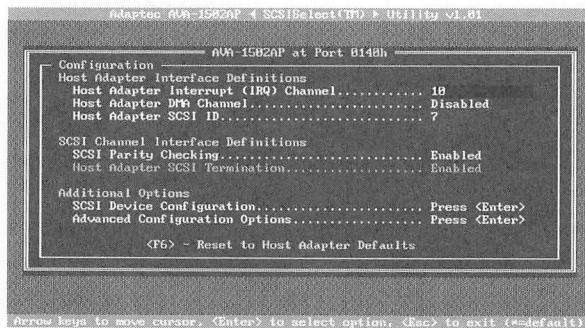 Adaptec AVA-1502AP ◄ SCSISelect(TM) ► Utility v1.01
AVA-1502AP at Port 0140h
Configuration
Host Adapter Interface Definitions
Host Adapter Interrupt (IRQ) Channel............ 10
Host Adapter DMA Channel........................ Disabled
Host Adapter SCSI ID............................ 7
SCSI Channel Interface Definitions
SCSI Parity Checking............................ Enabled
Host Adapter SCSI Termination................... Enabled
Additional Options
SCSI Device Configuration....................... Press <Enter>
Advanced Configuration Options.................. Press <Enter>
<F6> - Reset to Host Adapter Defaults
Arrow keys to move cursor, <Enter> to select option, <Esc> to exit (*=default)